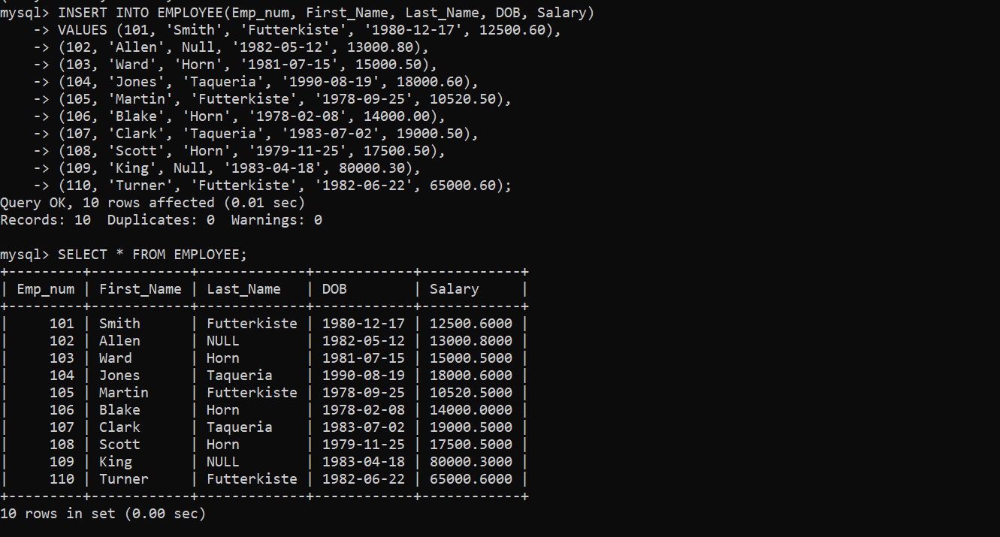 mysql> INSERT INTO EMPLOYEE(Emp_num, First_Name, Last_Name, DOB, Salary)
    -> VALUES (101, 'Smith', 'Futterkiste', '1980-12-17', 12500.60),
    -> (102, 'Allen', Null, '1982-05-12', 13000.80),
    -> (103, 'Ward', 'Horn', '1981-07-15', 15000.50),
    -> (104, 'Jones', 'Taqueria', '1990-08-19', 18000.60),
    -> (105, 'Martin', 'Futterkiste', '1978-09-25', 10520.50),
    -> (106, 'Blake', 'Horn', '1978-02-08', 14000.00),
    -> (107, 'Clark', 'Taqueria', '1983-07-02', 19000.50),
    -> (108, 'Scott', 'Horn', '1979-11-25', 17500.50),
    -> (109, 'King', Null, '1983-04-18', 80000.30),
    -> (110, 'Turner', 'Futterkiste', '1982-06-22', 65000.60);
Query OK, 10 rows affected (0.01 sec)
Records: 10  Duplicates: 0  Warnings: 0

mysql> SELECT * FROM EMPLOYEE;
+---------+------------+-------------+------------+------------+
| Emp_num | First_Name | Last_Name   | DOB        | Salary     |
+---------+------------+-------------+------------+------------+
|     101 | Smith      | Futterkiste | 1980-12-17 | 12500.6000 |
|     102 | Allen      | NULL        | 1982-05-12 | 13000.8000 |
|     103 | Ward       | Horn        | 1981-07-15 | 15000.5000 |
|     104 | Jones      | Taqueria    | 1990-08-19 | 18000.6000 |
|     105 | Martin     | Futterkiste | 1978-09-25 | 10520.5000 |
|     106 | Blake      | Horn        | 1978-02-08 | 14000.0000 |
|     107 | Clark      | Taqueria    | 1983-07-02 | 19000.5000 |
|     108 | Scott      | Horn        | 1979-11-25 | 17500.5000 |
|     109 | King       | NULL        | 1983-04-18 | 80000.3000 |
|     110 | Turner     | Futterkiste | 1982-06-22 | 65000.6000 |
+---------+------------+-------------+------------+------------+
10 rows in set (0.00 sec)